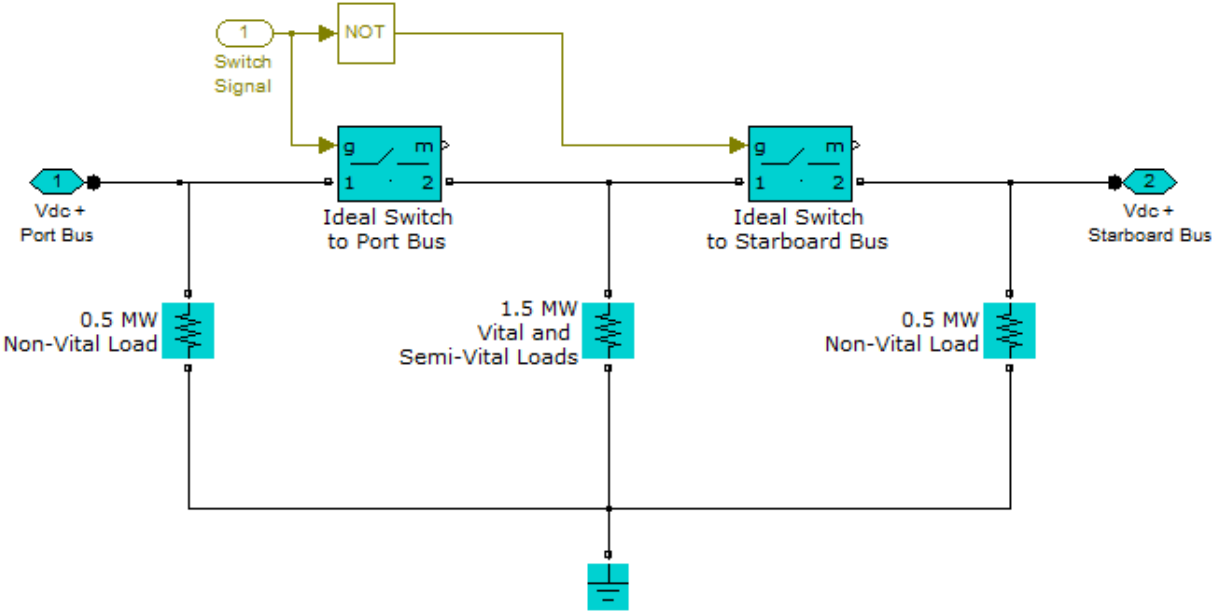 1
NOT
Switch
Signal
g m
1 2
g m
1 2
1
Vdc +
Port Bus
Ideal Switch
to Port Bus
Ideal Switch
to Starboard Bus
2
Vdc +
Starboard Bus
0.5 MW
Non-Vital Load
1.5 MW
Vital and
Semi-Vital Loads
0.5 MW
Non-Vital Load